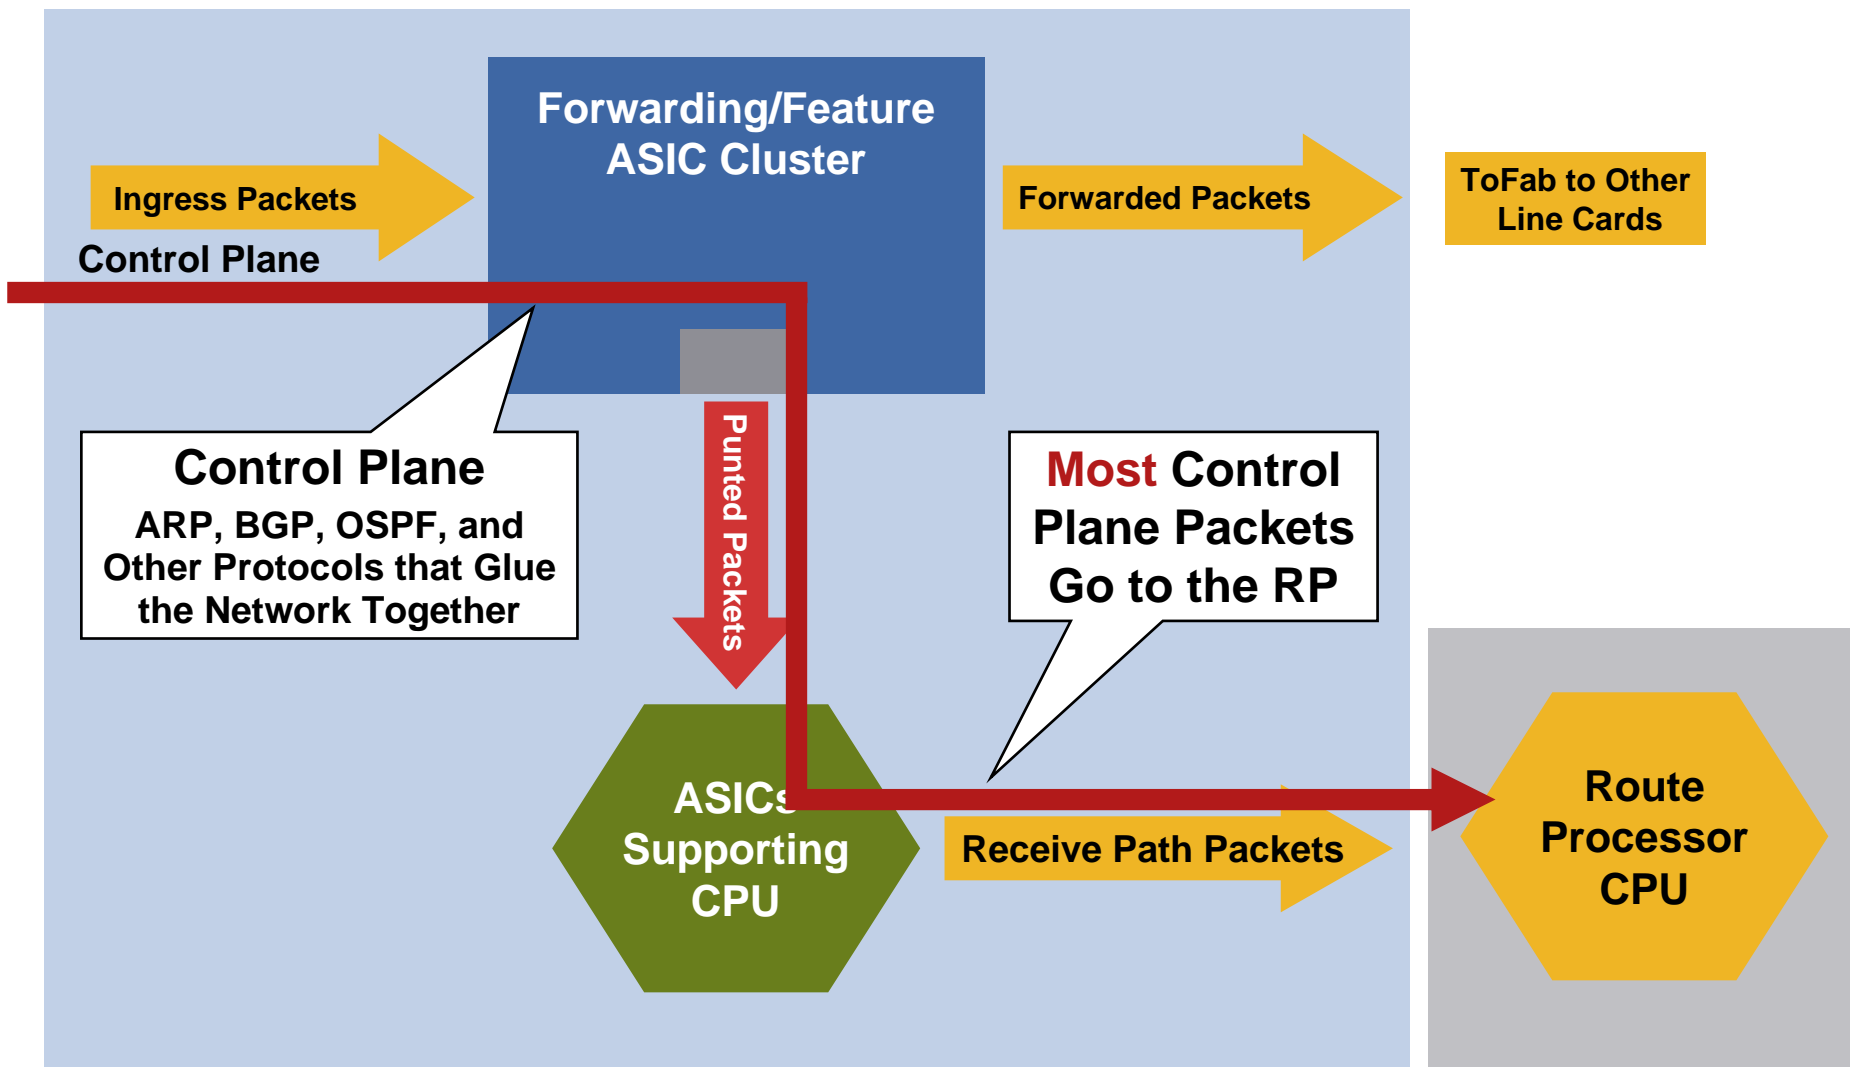 Forwarding/Feature
ASIC Cluster
Ingress Packets
Forwarded Packets
ToFab to Other
Line Cards
Control Plane
Control Plane
ARP, BGP, OSPF, and
Other Protocols that Glue
the Network Together
Punted Packets
Most Control
Plane Packets
Go to the RP
ASICs
Supporting
CPU
Receive Path Packets
Route
Processor
CPU